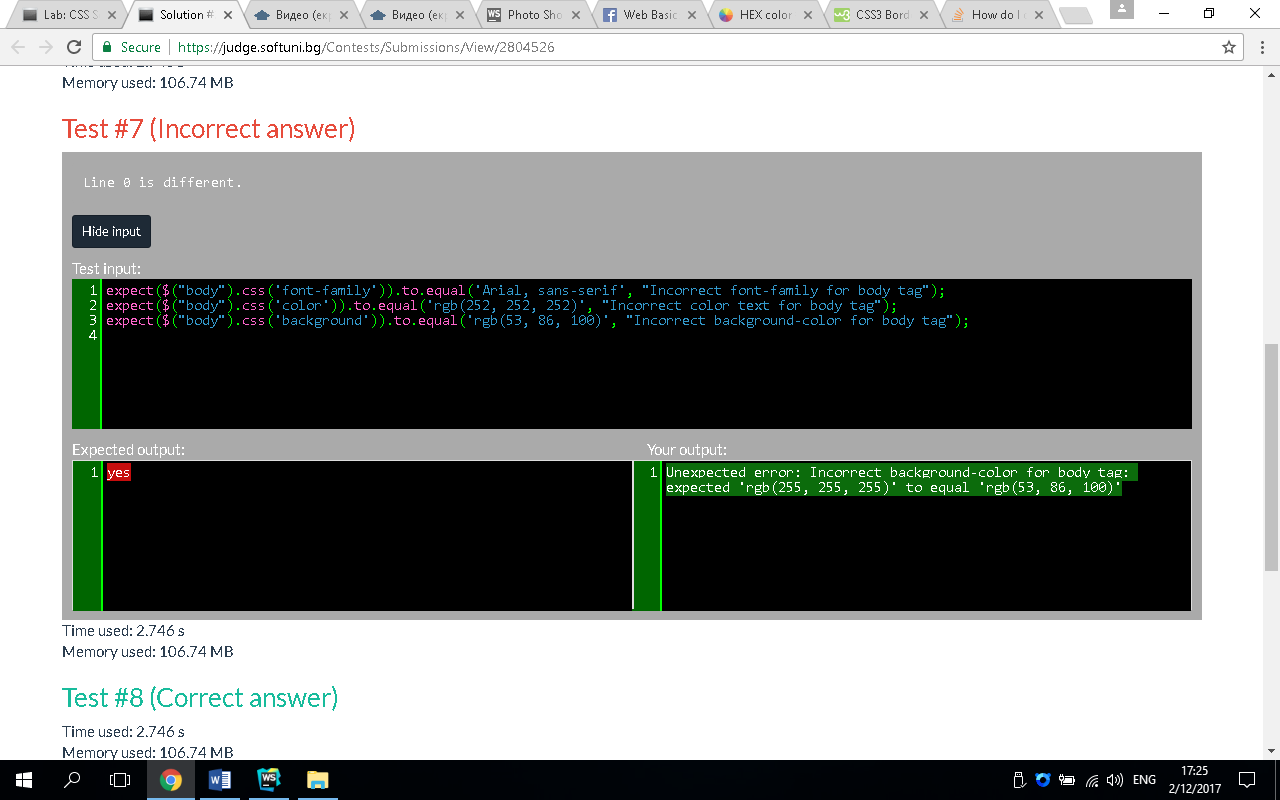 Lab: CSS S
Solution #
Видео (екр
Видео (екр
Photo Sho
Web Basic
HEX color
CSS3 Bord
How do I
Secure
https://judge.softuni.bg/Contests/Submissions/View/2804526
Memory used: 106.74 MB
Test #7 (Incorrect answer)
Line 0 is different.
Hide input
Test input:
1 expect($("body").css('font-family')).to.equal('Arial, sans-serif', "Incorrect font-family for body tag");
2 expect($("body").css('color')).to.equal('rgb(252, 252, 252)', "Incorrect color text for body tag");
3 expect($("body").css('background')).to.equal('rgb(53, 86, 100)', "Incorrect background-color for body tag");
4
Expected output:
1 yes
Your output:
1 Unexpected error: Incorrect background-color for body tag:
expected 'rgb(255, 255, 255)' to equal 'rgb(53, 86, 100)'
Time used: 2.746 s
Memory used: 106.74 MB
Test #8 (Correct answer)
Time used: 2.746 s
Memory used: 106.74 MB
ENG
17:25
2/12/2017